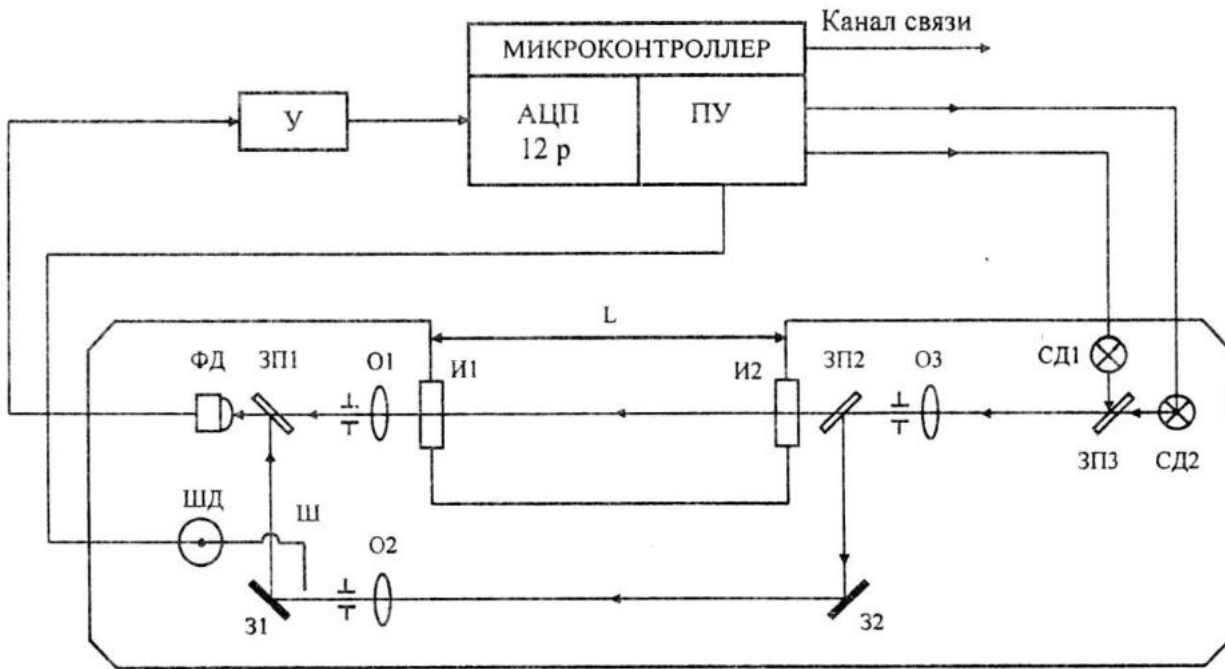 Канал связи
МИКРОКОНТРОЛЛЕР
У
АЦП
12 р
ПУ
L
ФД
ЗП1
О1
И1
И2
ЗП2
О3
СД1
ЗП3
СД2
ШД
Ш
О2
З1
З2